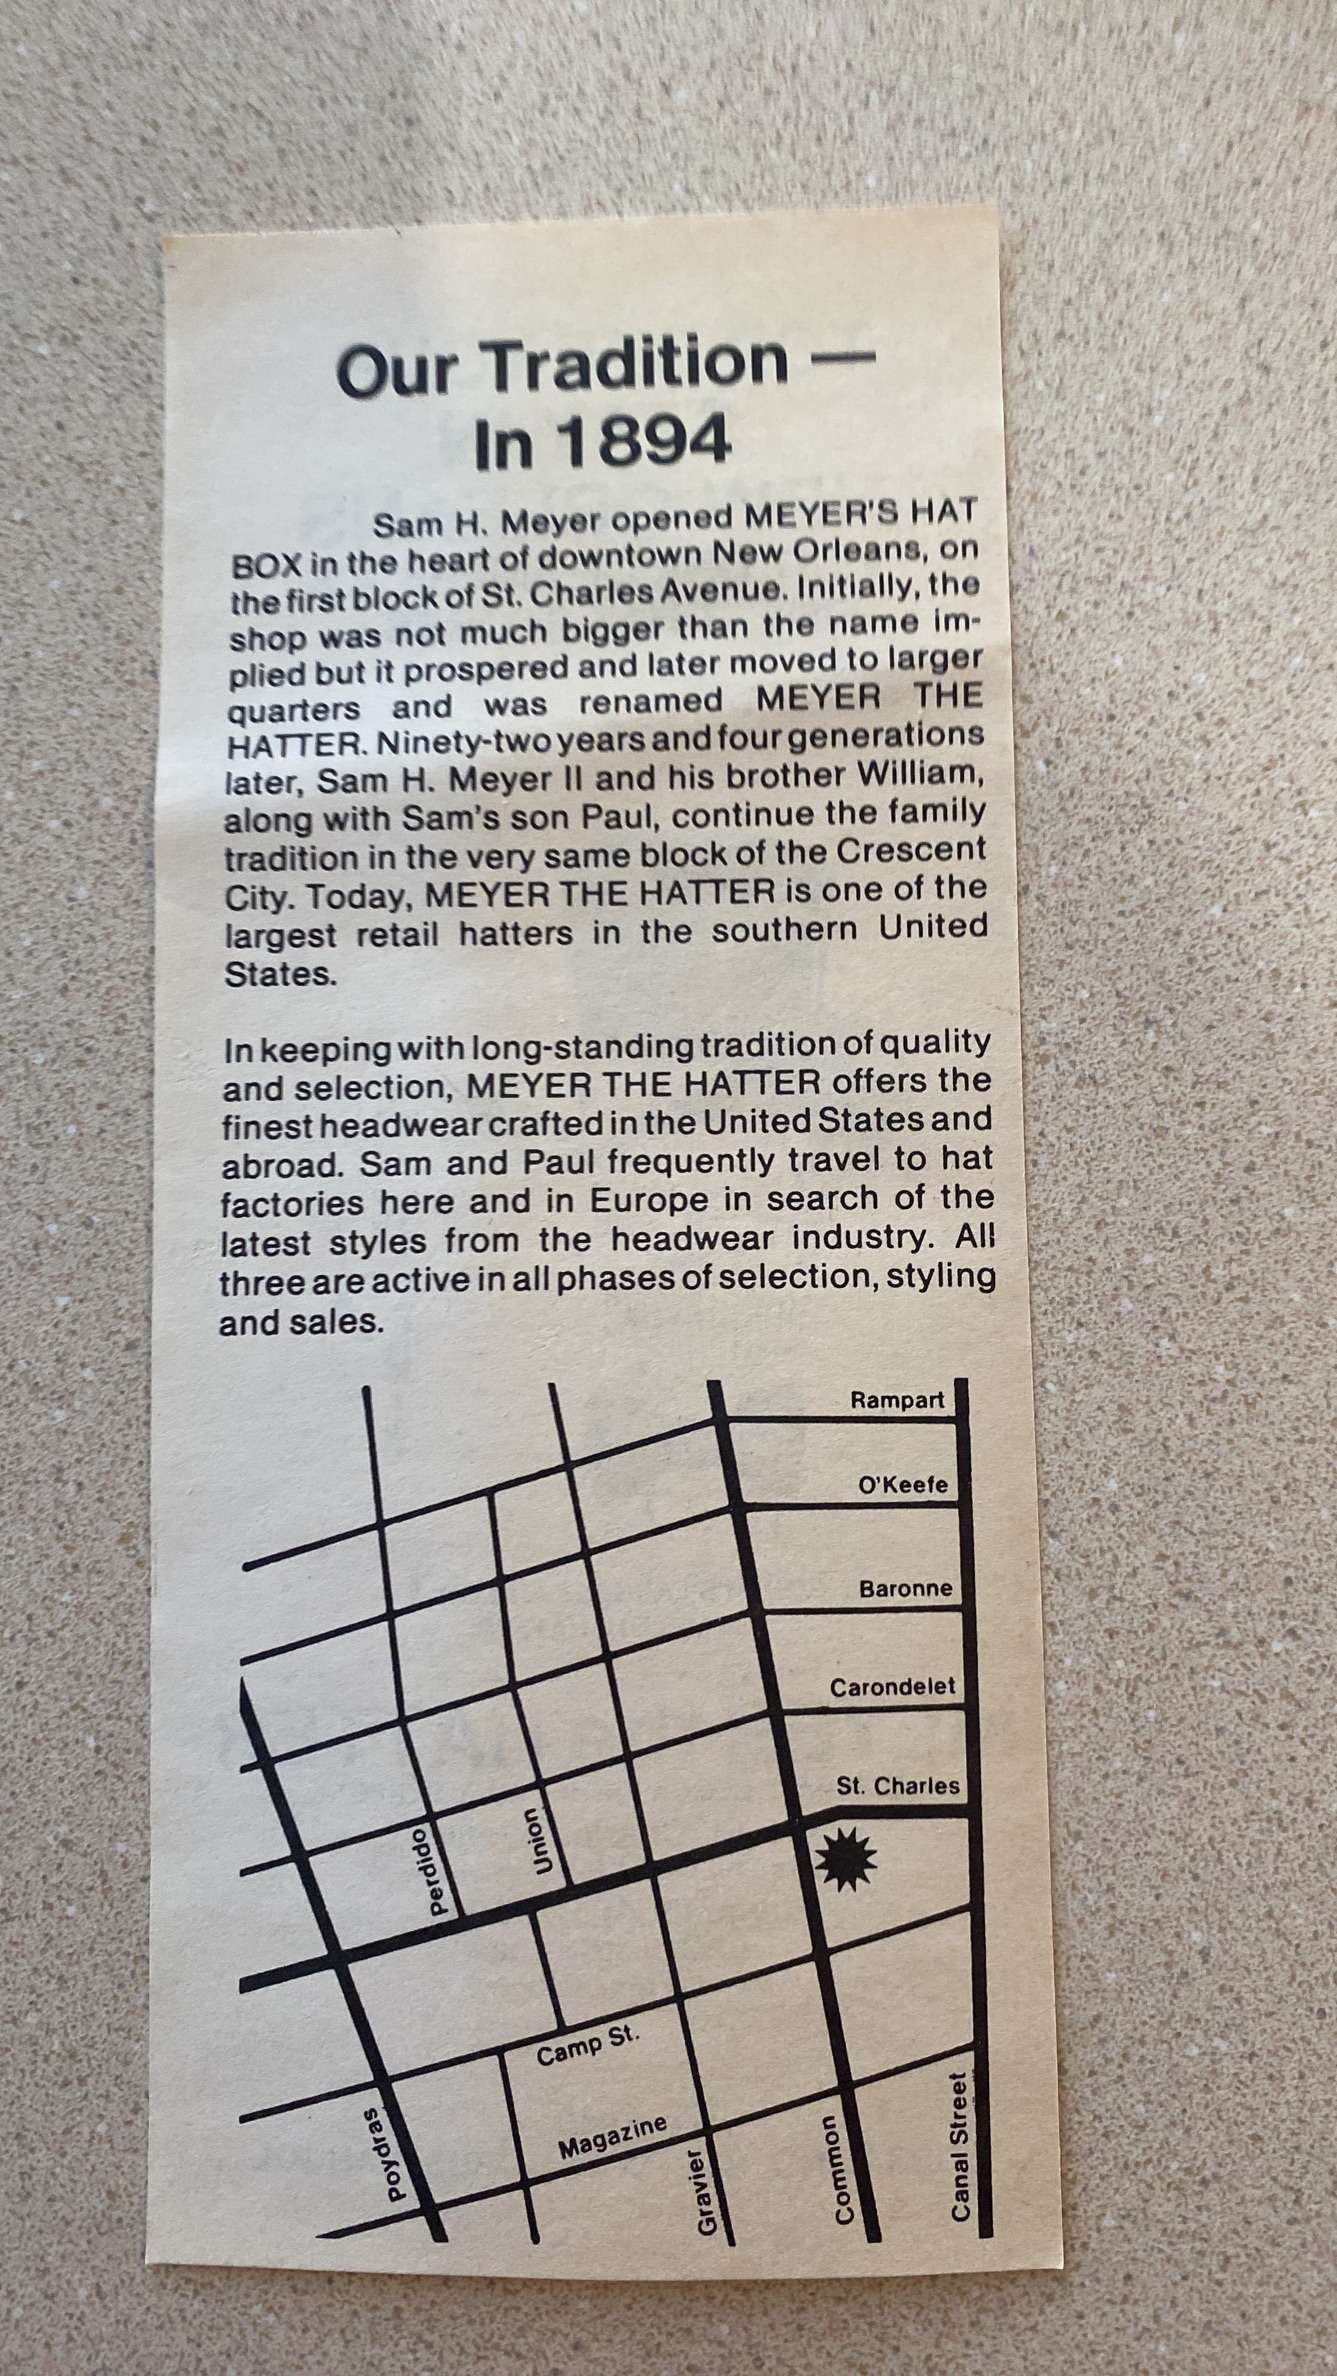 Our Tradition —
In 1894
Sam H. Meyer opened MEYER'S HAT
BOX in the heart of downtown New Orleans, on
the first block of St. Charles Avenue. Initially, the
shop was not much bigger than the name im-
plied but it prospered and later moved to larger
quarters and was renamed MEYER THE
HATTER. Ninety-two years and four generations
later, Sam H. Meyer II and his brother William,
along with Sam's son Paul, continue the family
tradition in the very same block of the Crescent
City. Today, MEYER THE HATTER is one of the
largest retail hatters in the southern United
States.
In keeping with long-standing tradition of quality
and selection, MEYER THE HATTER offers the
finest headwear crafted in the United States and
abroad. Sam and Paul frequently travel to hat
factories here and in Europe in search of the
latest styles from the headwear industry. All
three are active in all phases of selection, styling
and sales.
Rampart
O'Keefe
Baronne
Carondelet
St. Charles
Perdido
Union
Camp St.
Magazine
Poydras
Gravier
Common
Canal Street